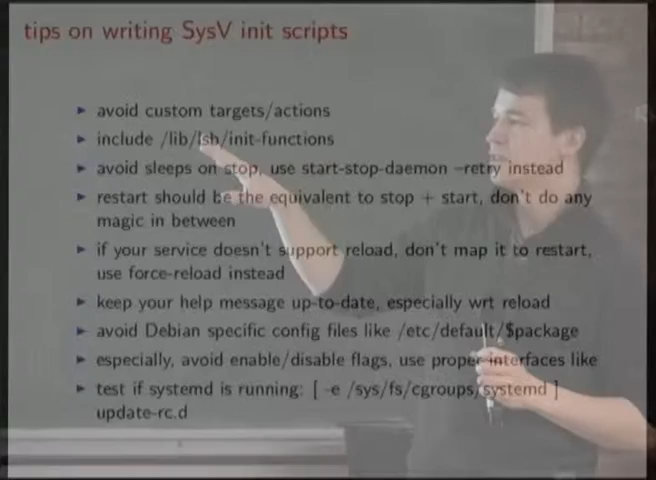 tips on writing SysV init scripts
avoid custom targets/actions
include /lib/lsb/init-functions
avoid sleeps on stop, use start-stop-daemon –retry instead
restart should be the equivalent to stop + start, don't do any
magic in between
if your service doesn't support reload, don't map it to restart,
use force-reload instead
keep your help message up-to-date, especially wrt reload
avoid Debian specific config files like /etc/default/$package
especially, avoid enable/disable flags, use proper interfaces like
test if systemd is running: [ -e /sys/fs/cgroups/systemd ]
update-rc.d